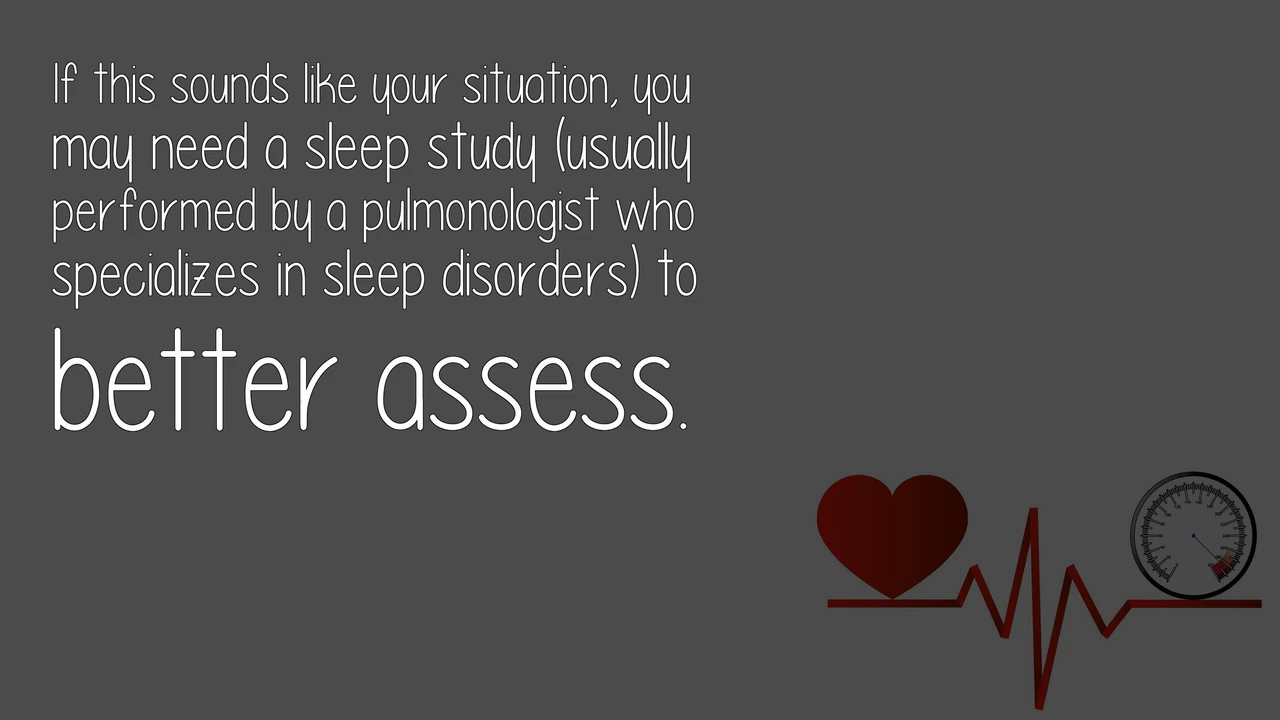 If this sounds like your situation, you
may need a sleep study (usually
performed by a pulmonologist who
specializes in sleep disorders) to
better assess.